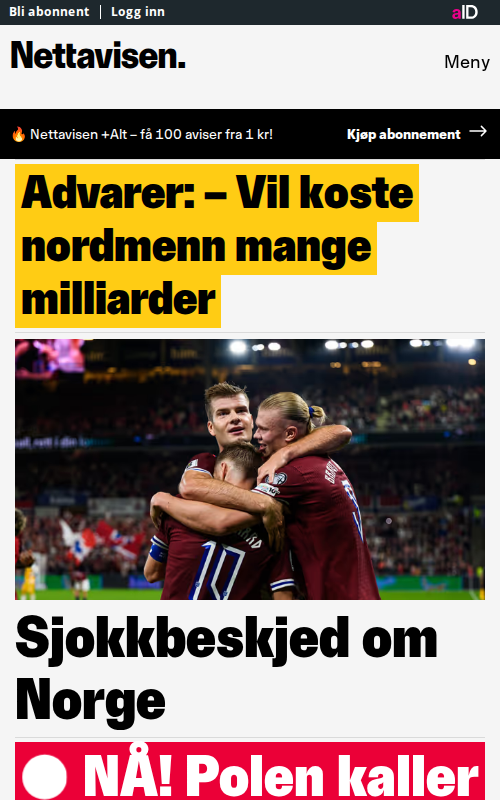 Bli abonnent | Logg inn
aID
Nettavisen.
Meny
🔥 Nettavisen +Alt – få 100 aviser fra 1 kr!
Kjøp abonnement →
Advarer: – Vil koste
nordmenn mange
milliarder
10
Sjokkbeskjed om
Norge
NÅ! Polen kaller